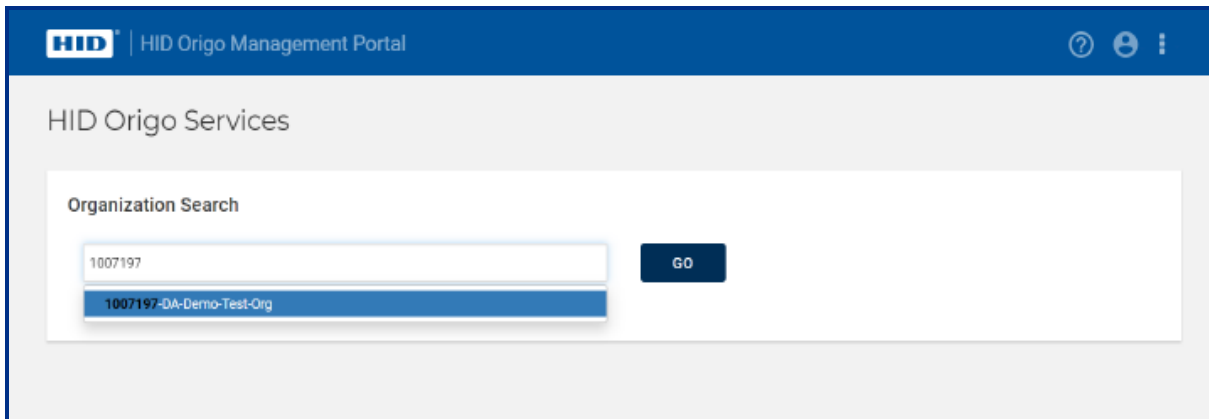 HID | HID Origo Management Portal
HID Origo Services
Organization Search
1007197
GO
1007197-DA-Demo-Test-Org